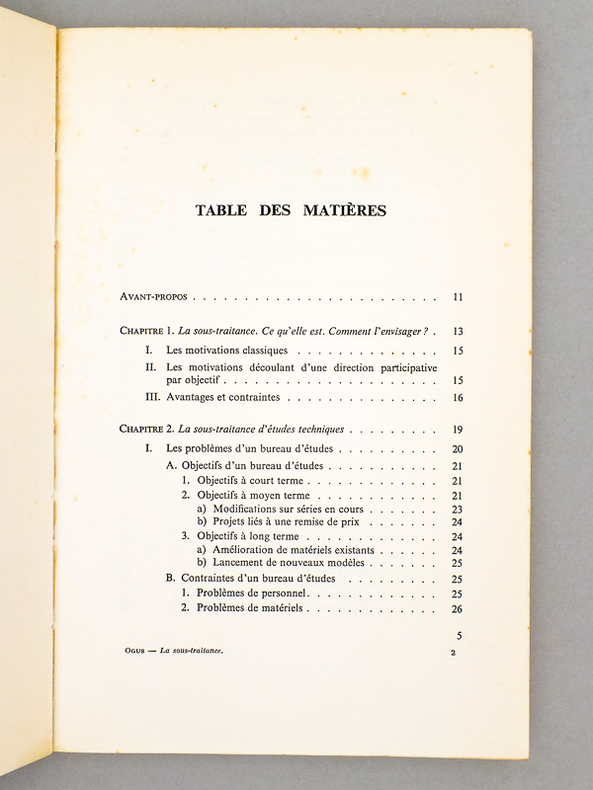 TABLE DES MATIÈRES
AVANT-PROPOS . . . . . . . . . . . . . . . . . . . . . . . . 11
CHAPITRE 1. La sous-traitance. Ce qu'elle est. Comment l'envisager ? . 13
I. Les motivations classiques . . . . . . . . . . . . . . 15
II. Les motivations découlant d'une direction participative
par objectif . . . . . . . . . . . . . . . . . . . . . 15
III. Avantages et contraintes . . . . . . . . . . . . . . . 16
CHAPITRE 2. La sous-traitance d'études techniques . . . . . . . . . 19
I. Les problèmes d'un bureau d'études . . . . . . . . . . 20
A. Objectifs d'un bureau d'études . . . . . . . . . . . 21
1. Objectifs à court terme . . . . . . . . . . . . . 21
2. Objectifs à moyen terme . . . . . . . . . . . . 21
a) Modifications sur séries en cours . . . . . . . 23
b) Projets liés à une remise de prix . . . . . . . 24
3. Objectifs à long terme . . . . . . . . . . . . . . 24
a) Amélioration de matériels existants . . . . . . 24
b) Lancement de nouveaux modèles . . . . . . . 25
B. Contraintes d'un bureau d'études . . . . . . . . . 25
1. Problèmes de personnel . . . . . . . . . . . . . 25
2. Problèmes de matériels . . . . . . . . . . . . . 26
5
OGUS — La sous-traitance. 2